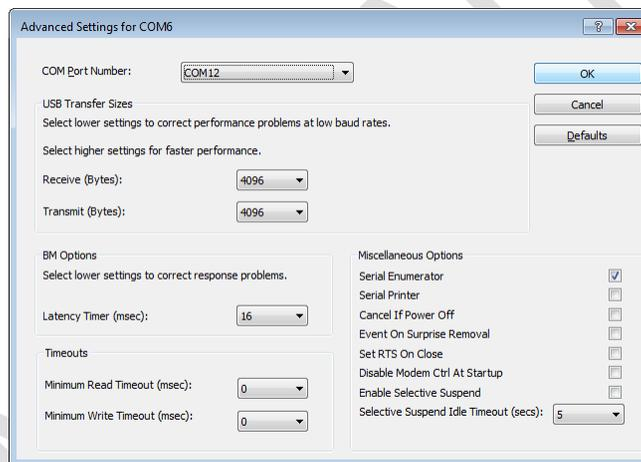 Advanced Settings for COM6
COM Port Number:
COM12
OK
Cancel
Defaults
USB Transfer Sizes
Select lower settings to correct performance problems at low baud rates.
Select higher settings for faster performance.
Receive (Bytes):
4096
Transmit (Bytes):
4096
BM Options
Select lower settings to correct response problems.
Latency Timer (msec):
16
Timeouts
Minimum Read Timeout (msec):
0
Minimum Write Timeout (msec):
0
Miscellaneous Options
Serial Enumerator
Serial Printer
Cancel If Power Off
Event On Surprise Removal
Set RTS On Close
Disable Modem Ctrl At Startup
Enable Selective Suspend
Selective Suspend Idle Timeout (secs):
5